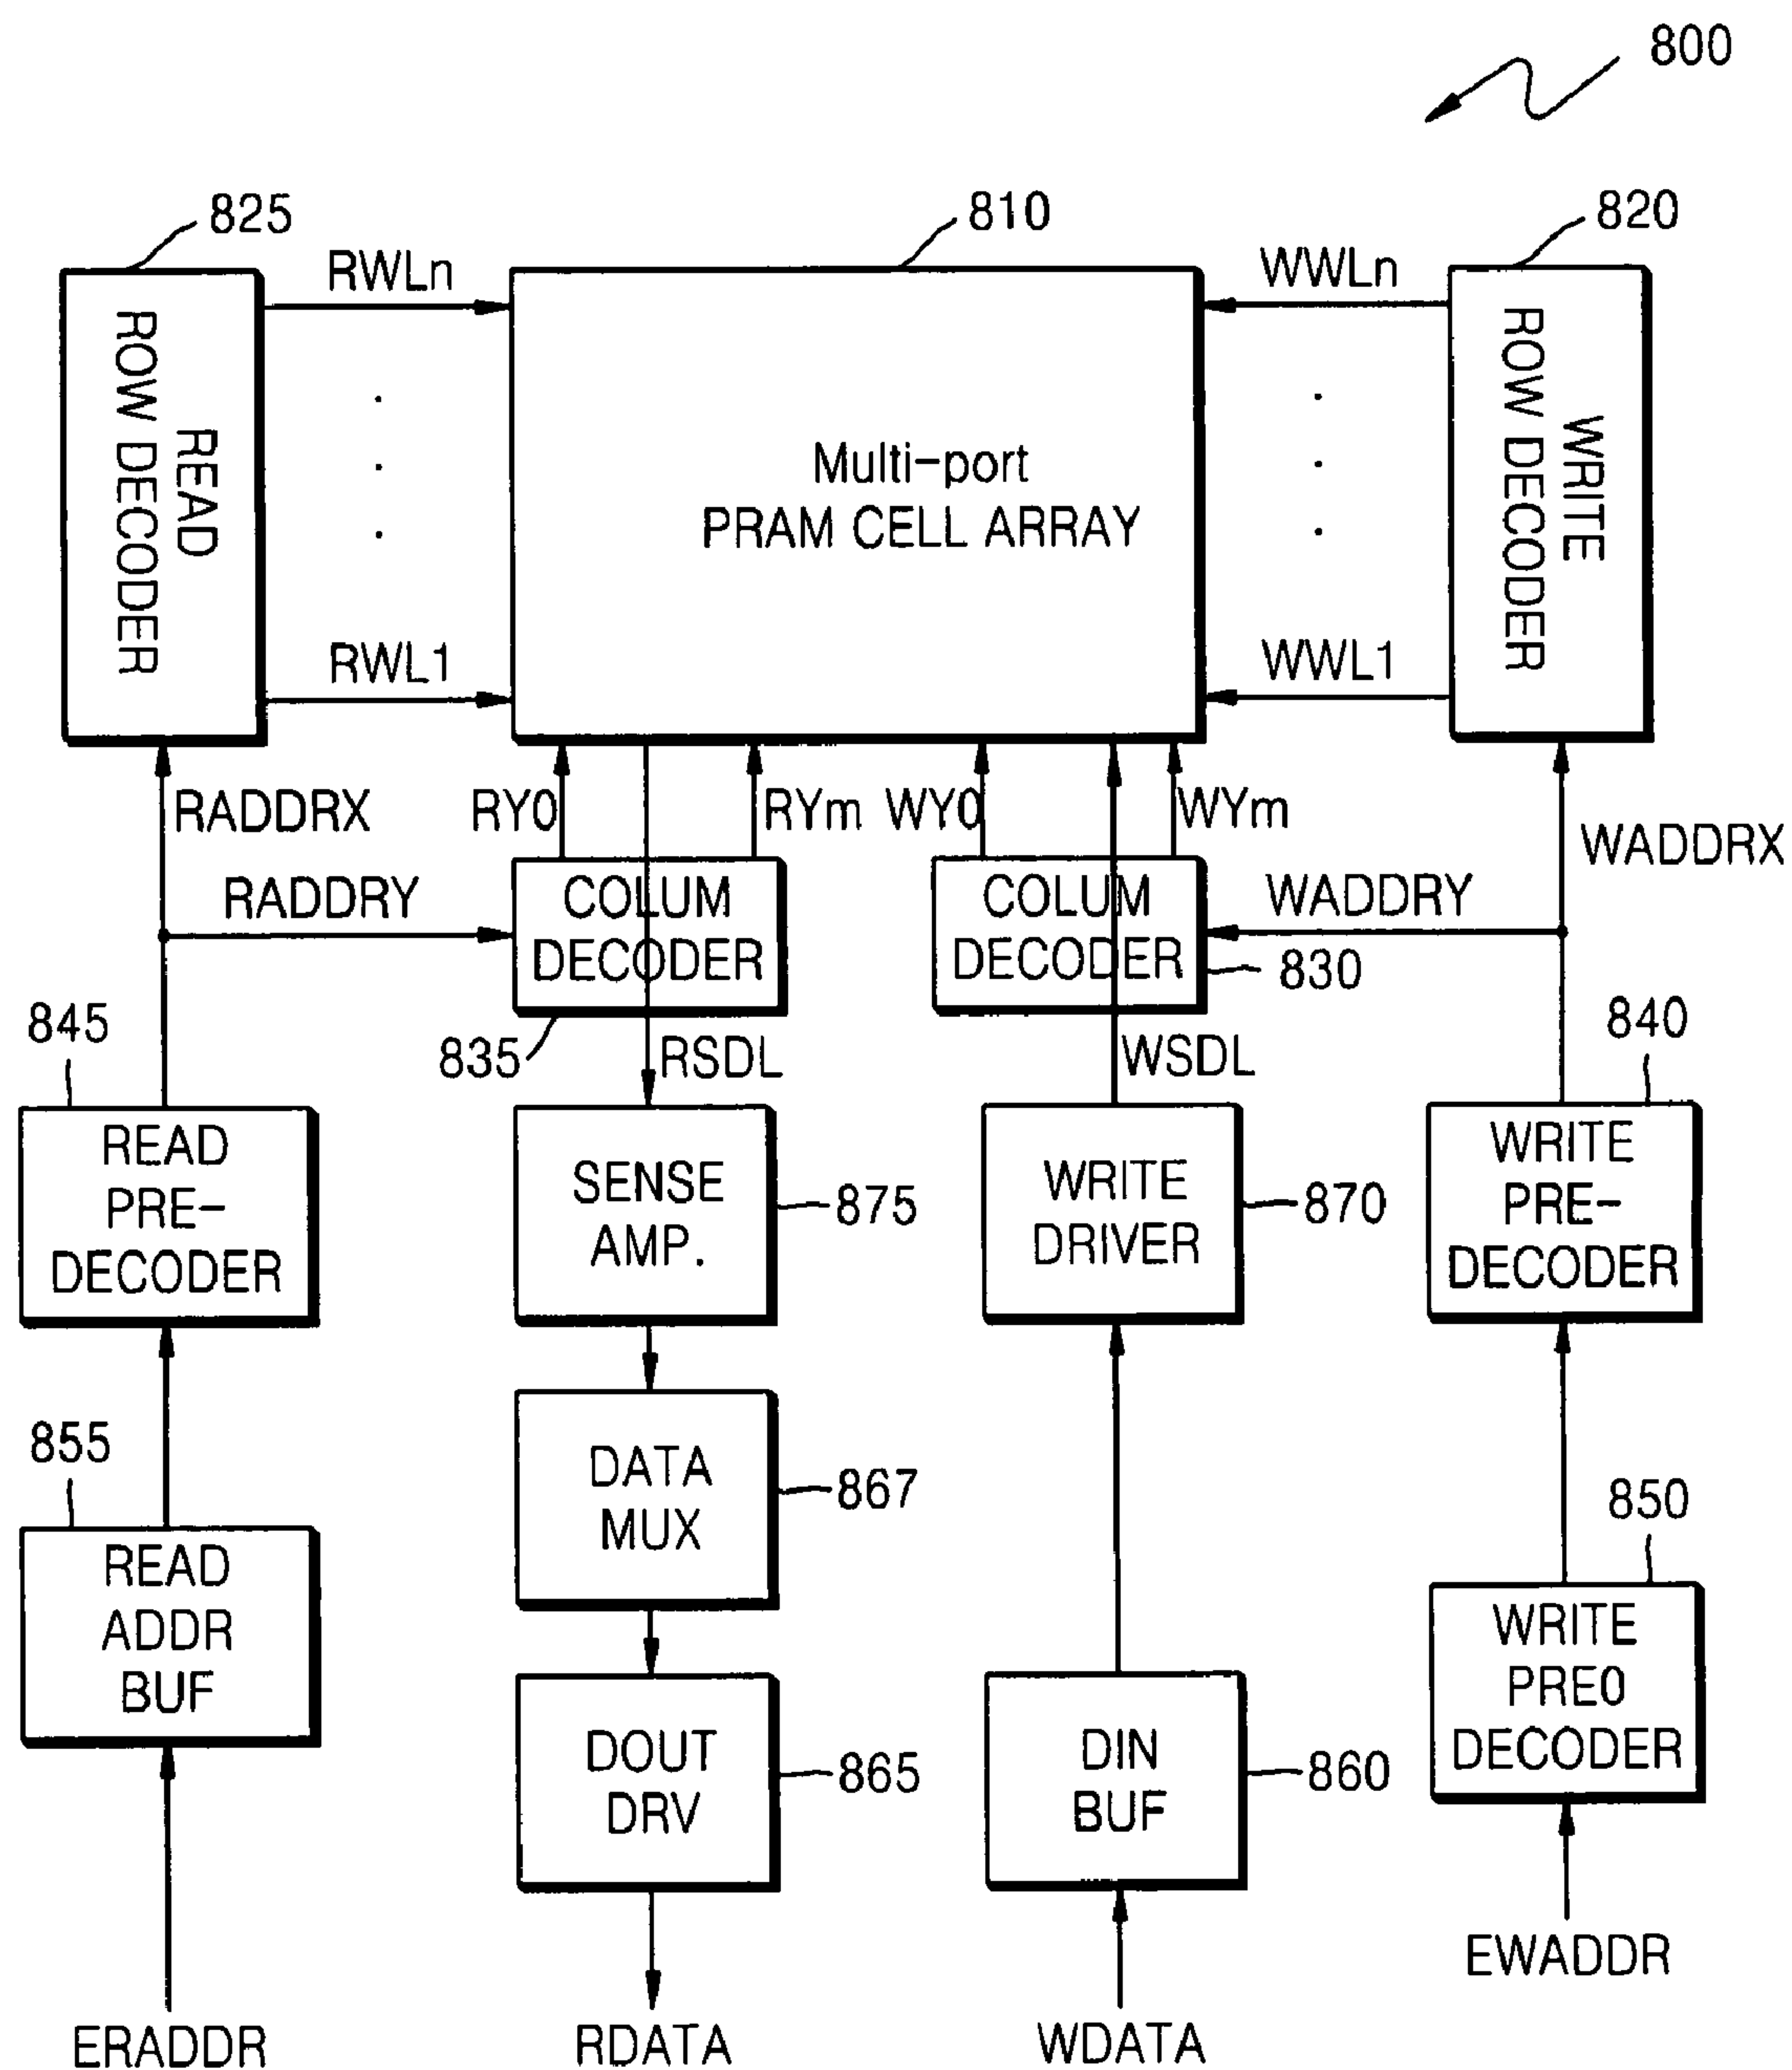 800
825
810
820
RWLn
WWLn
READ
ROW DECODER
Multi-port
PRAM CELL ARRAY
WRITE
ROW DECODER
RWL1
WWL1
RADDRX
RY0
RYm
WY0
WYm
WADDRX
RADDRY
COLUM
DECODER
COLUM
DECODER
WADDRY
830
845
835
RSDL
WSDL
840
READ
PRE-
DECODER
SENSE
AMP.
875
WRITE
DRIVER
870
WRITE
PRE-
DECODER
855
DATA
MUX
867
850
READ
ADDR
BUF
DOUT
DRV
865
DIN
BUF
860
WRITE
PRE0
DECODER
EWADDR
ERADDR
RDATA
WDATA